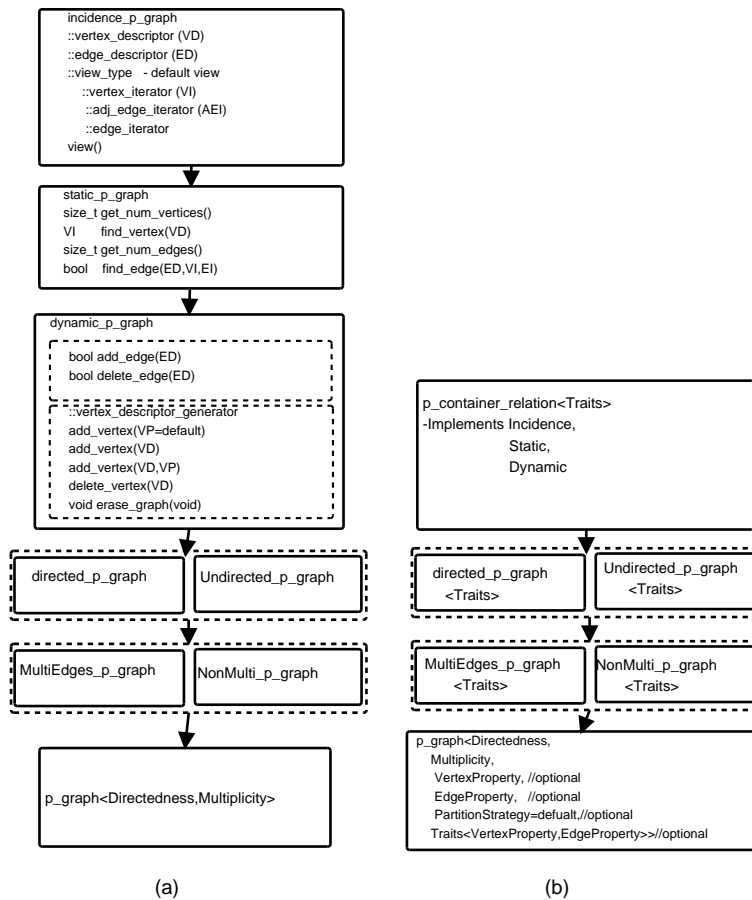 incidence_p_graph
::vertex_descriptor (VD)
::edge_descriptor (ED)
::view_type - default view
::vertex_iterator (VI)
::adj_edge_iterator (AEI)
::edge_iterator
view()
static_p_graph
size_t get_num_vertices()
VI find_vertex(VD)
size_t get_num_edges()
bool find_edge(ED,VI,EI)
dynamic_p_graph
bool add_edge(ED)
bool delete_edge(ED)
::vertex_descriptor_generator
add_vertex(VP=default)
add_vertex(VD)
add_vertex(VD,VP)
delete_vertex(VD)
void erase_graph(void)
directed_p_graph
Undirected_p_graph
MultiEdges_p_graph
NonMulti_p_graph
p_graph<Directedness,Multiplicity>
(a)
p_container_relation<Traits>
-Implements Incidence,
Static,
Dynamic
directed_p_graph
<Traits>
Undirected_p_graph
<Traits>
MultiEdges_p_graph
<Traits>
NonMulti_p_graph
<Traits>
p_graph<Directedness,
Multiplicity,
VertexProperty, //optional
EdgeProperty, //optional
PartitionStrategy=defualt,//optional
Traits<VertexProperty,EdgeProperty>>//optional
(b)